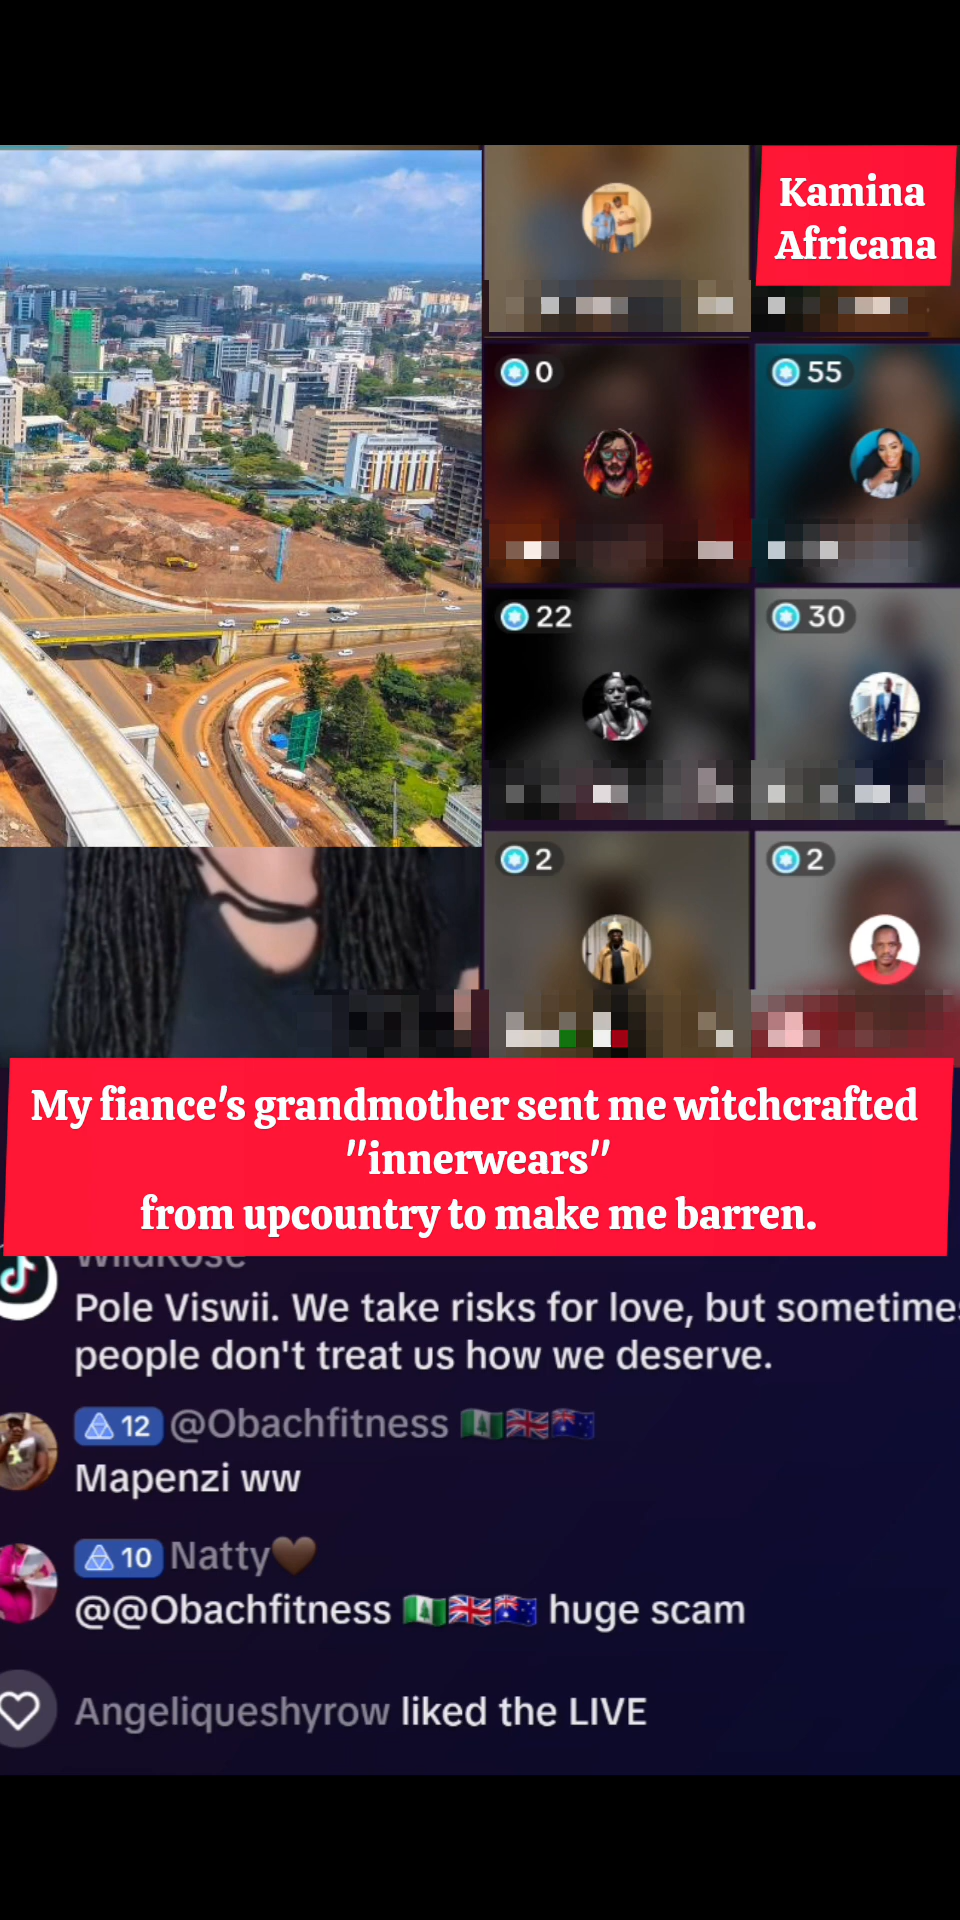 Kamina
Africana
0
55
22
30
2
2
My fiance's grandmother sent me witchcrafted
"innerwears"
from upcountry to make me barren.
WildRose
Pole Viswii. We take risks for love, but sometimes
people don't treat us how we deserve.
12 @Obachfitness 🇳🇫🇬🇧🇦🇺
Mapenzi ww
10 Natty🤎
@@Obachfitness 🇳🇫🇬🇧🇦🇺 huge scam
Angeliqueshyrow liked the LIVE